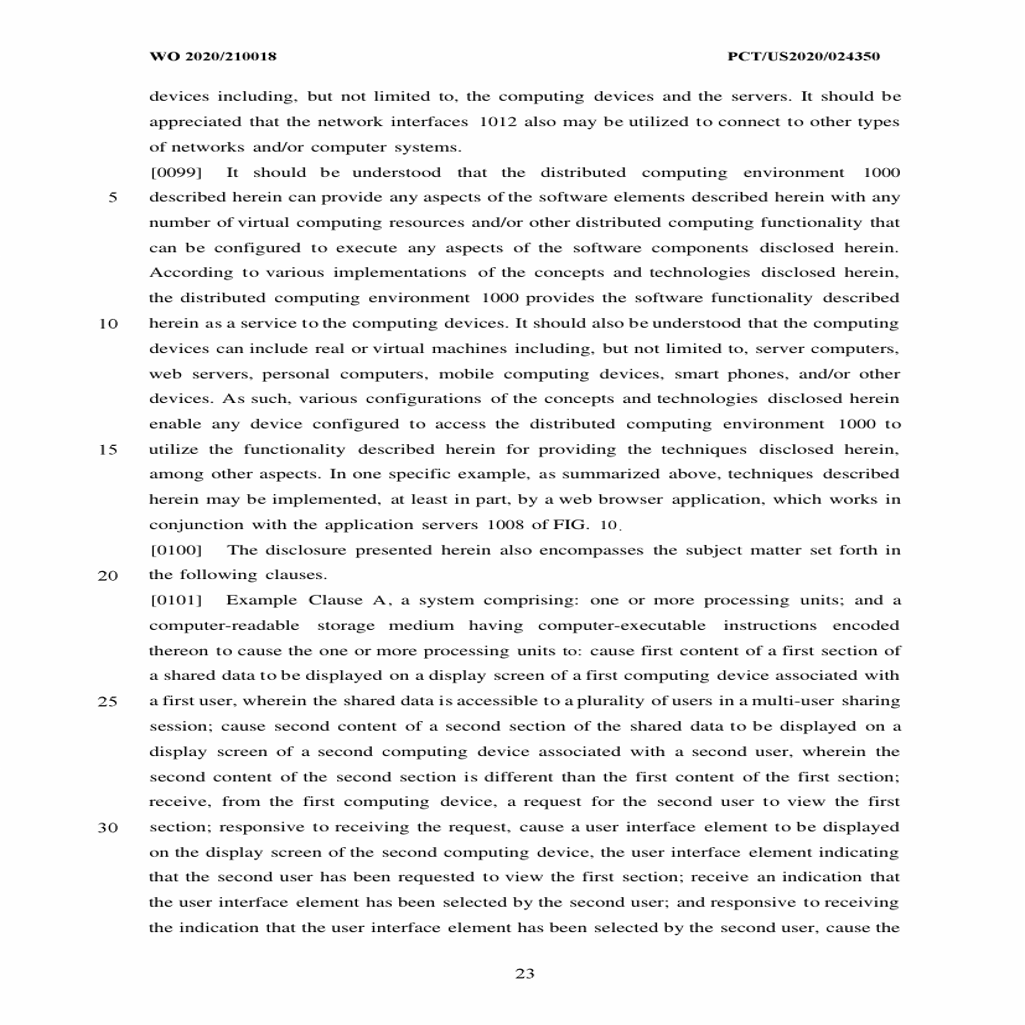 WO 2020/210018 PCT/US2020/024350
devices including, but not limited to, the computing devices and the servers. It should be
appreciated that the network interfaces 1012 also may be utilized to connect to other types
of networks and/or computer systems.
[0099] It should be understood that the distributed computing environment 1000
5 described herein can provide any aspects of the software elements described herein with any
number of virtual computing resources and/or other distributed computing functionality that
can be configured to execute any aspects of the software components disclosed herein.
According to various implementations of the concepts and technologies disclosed herein,
the distributed computing environment 1000 provides the software functionality described
10 herein as a service to the computing devices. It should also be understood that the computing
devices can include real or virtual machines including, but not limited to, server computers,
web servers, personal computers, mobile computing devices, smart phones, and/or other
devices. As such, various configurations of the concepts and technologies disclosed herein
enable any device configured to access the distributed computing environment 1000 to
15 utilize the functionality described herein for providing the techniques disclosed herein,
among other aspects. In one specific example, as summarized above, techniques described
herein may be implemented, at least in part, by a web browser application, which works in
conjunction with the application servers 1008 of FIG. 10.
[0100] The disclosure presented herein also encompasses the subject matter set forth in
20 the following clauses.
[0101] Example Clause A, a system comprising: one or more processing units; and a
computer-readable storage medium having computer-executable instructions encoded
thereon to cause the one or more processing units to: cause first content of a first section of
a shared data to be displayed on a display screen of a first computing device associated with
25 a first user, wherein the shared data is accessible to a plurality of users in a multi-user sharing
session; cause second content of a second section of the shared data to be displayed on a
display screen of a second computing device associated with a second user, wherein the
second content of the second section is different than the first content of the first section;
receive, from the first computing device, a request for the second user to view the first
30 section; responsive to receiving the request, cause a user interface element to be displayed
on the display screen of the second computing device, the user interface element indicating
that the second user has been requested to view the first section; receive an indication that
the user interface element has been selected by the second user; and responsive to receiving
the indication that the user interface element has been selected by the second user, cause the
23